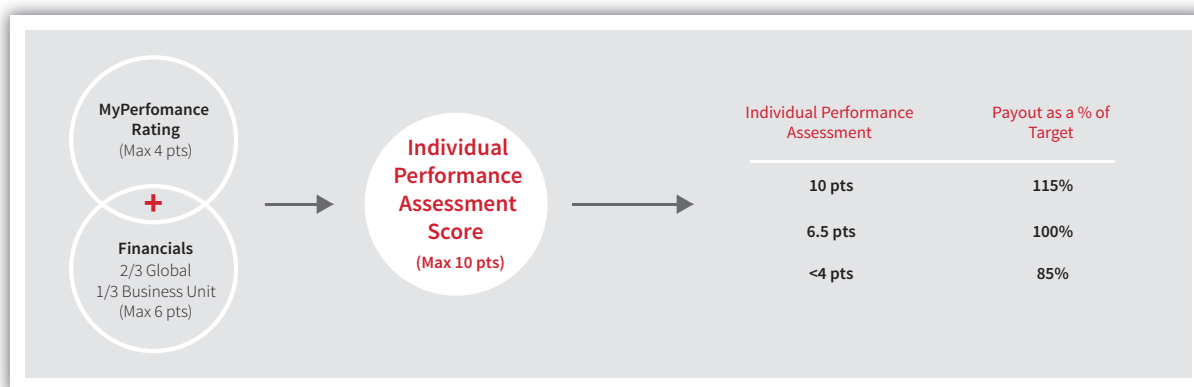 MyPerfomance
Rating
(Max 4 pts)
+
Financials
2/3 Global
1/3 Business Unit
(Max 6 pts)
Individual
Performance
Assessment
Score
(Max 10 pts)
Individual Performance
Assessment
Payout as a % of
Target
10 pts 115%
6.5 pts 100%
<4 pts 85%